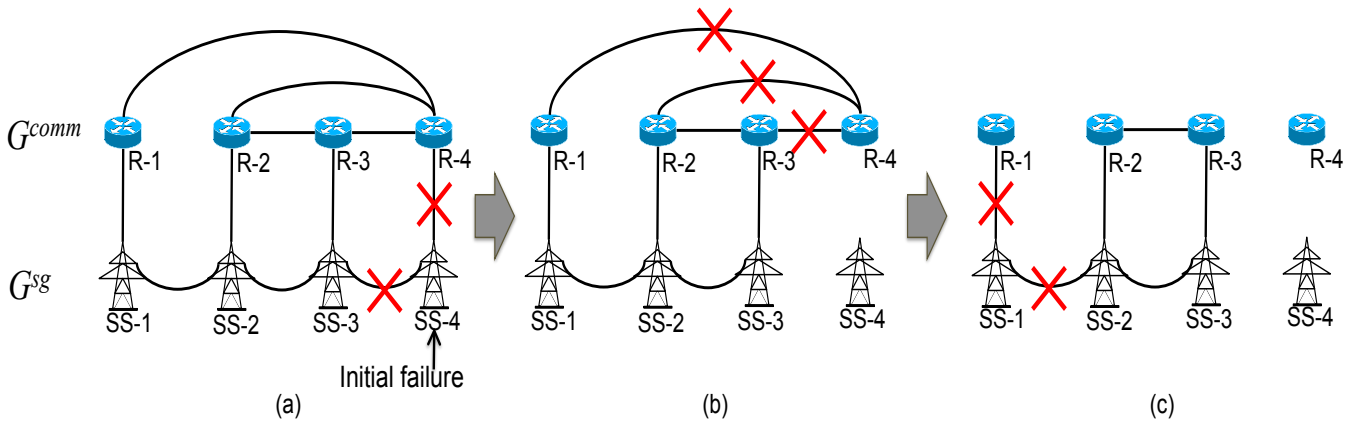 G^comm
R-1 R-2 R-3 R-4
G^sg
SS-1 SS-2 SS-3 SS-4
Initial failure
(a)
R-1 R-2 R-3 R-4
SS-1 SS-2 SS-3 SS-4
(b)
R-1 R-2 R-3 R-4
SS-1 SS-2 SS-3 SS-4
(c)